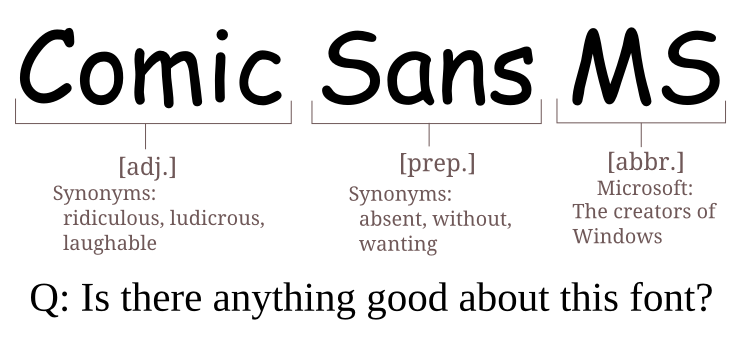 Comic Sans MS
[adj.]
Synonyms:
ridiculous, ludicrous,
laughable
[prep.]
Synonyms:
absent, without,
wanting
[abbr.]
Microsoft:
The creators of
Windows
Q: Is there anything good about this font?